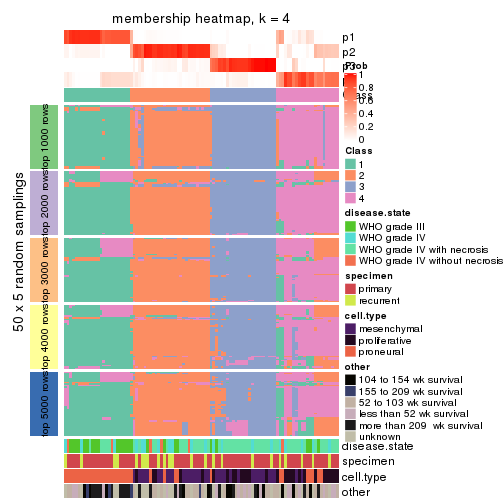 membership heatmap, k = 4
p1
p2
p3
Prob
1
0.8
0.6
0.4
0.2
0
Class
Class
1
2
3
4
disease.state
WHO grade III
WHO grade IV
WHO grade IV with necrosis
WHO grade IV without necrosis
specimen
primary
recurrent
cell.type
mesenchymal
proliferative
proneural
other
104 to 154 wk survival
155 to 209 wk survival
52 to 103 wk survival
less than 52 wk survival
more than 209  wk survival
unknown
50 x 5 random samplings
top 1000 rows
top 2000 rows
top 3000 rows
top 4000 rows
top 5000 rows
disease.state
specimen
cell.type
other